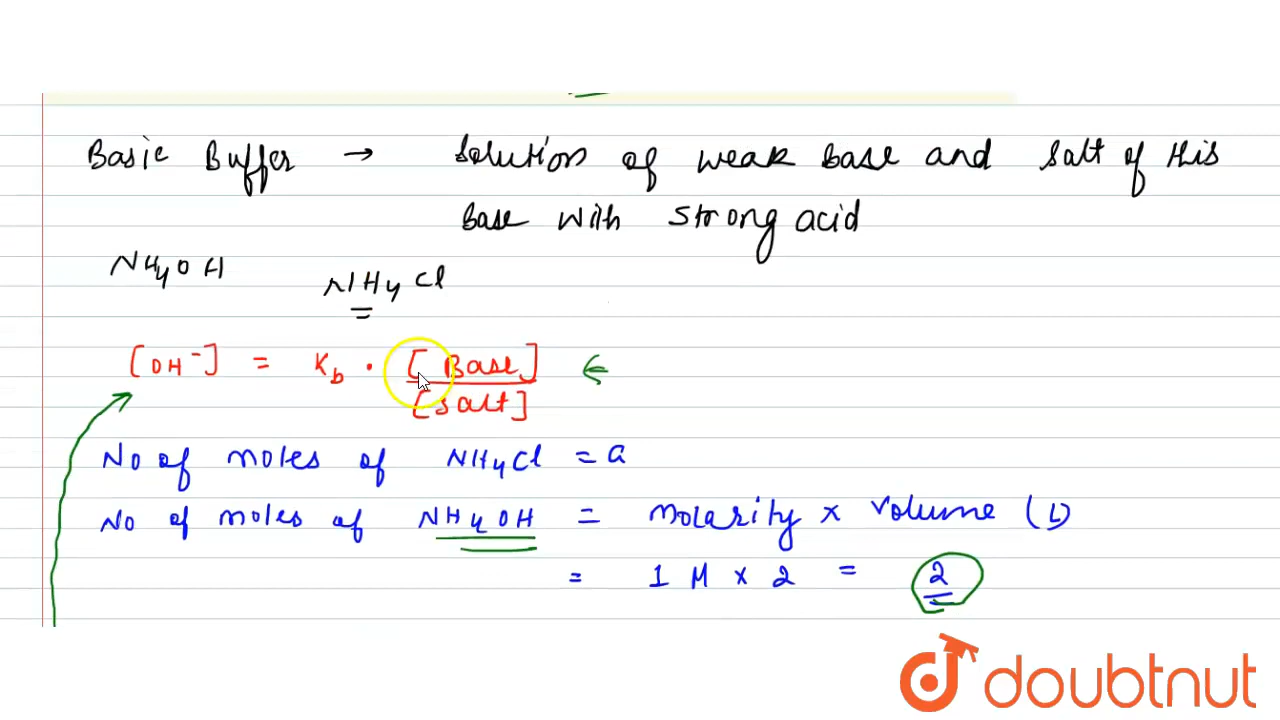 Basic Buffer → Solution of weak Base and Salt of this
Base with strong acid
NH4OH NH4Cl
[OH⁻] = Kb · [Base] / [Salt] ←
No of moles of NH4Cl = a
No of moles of NH4OH = Molarity × Volume (L)
= 1 M × 2 = 2
doubtnut